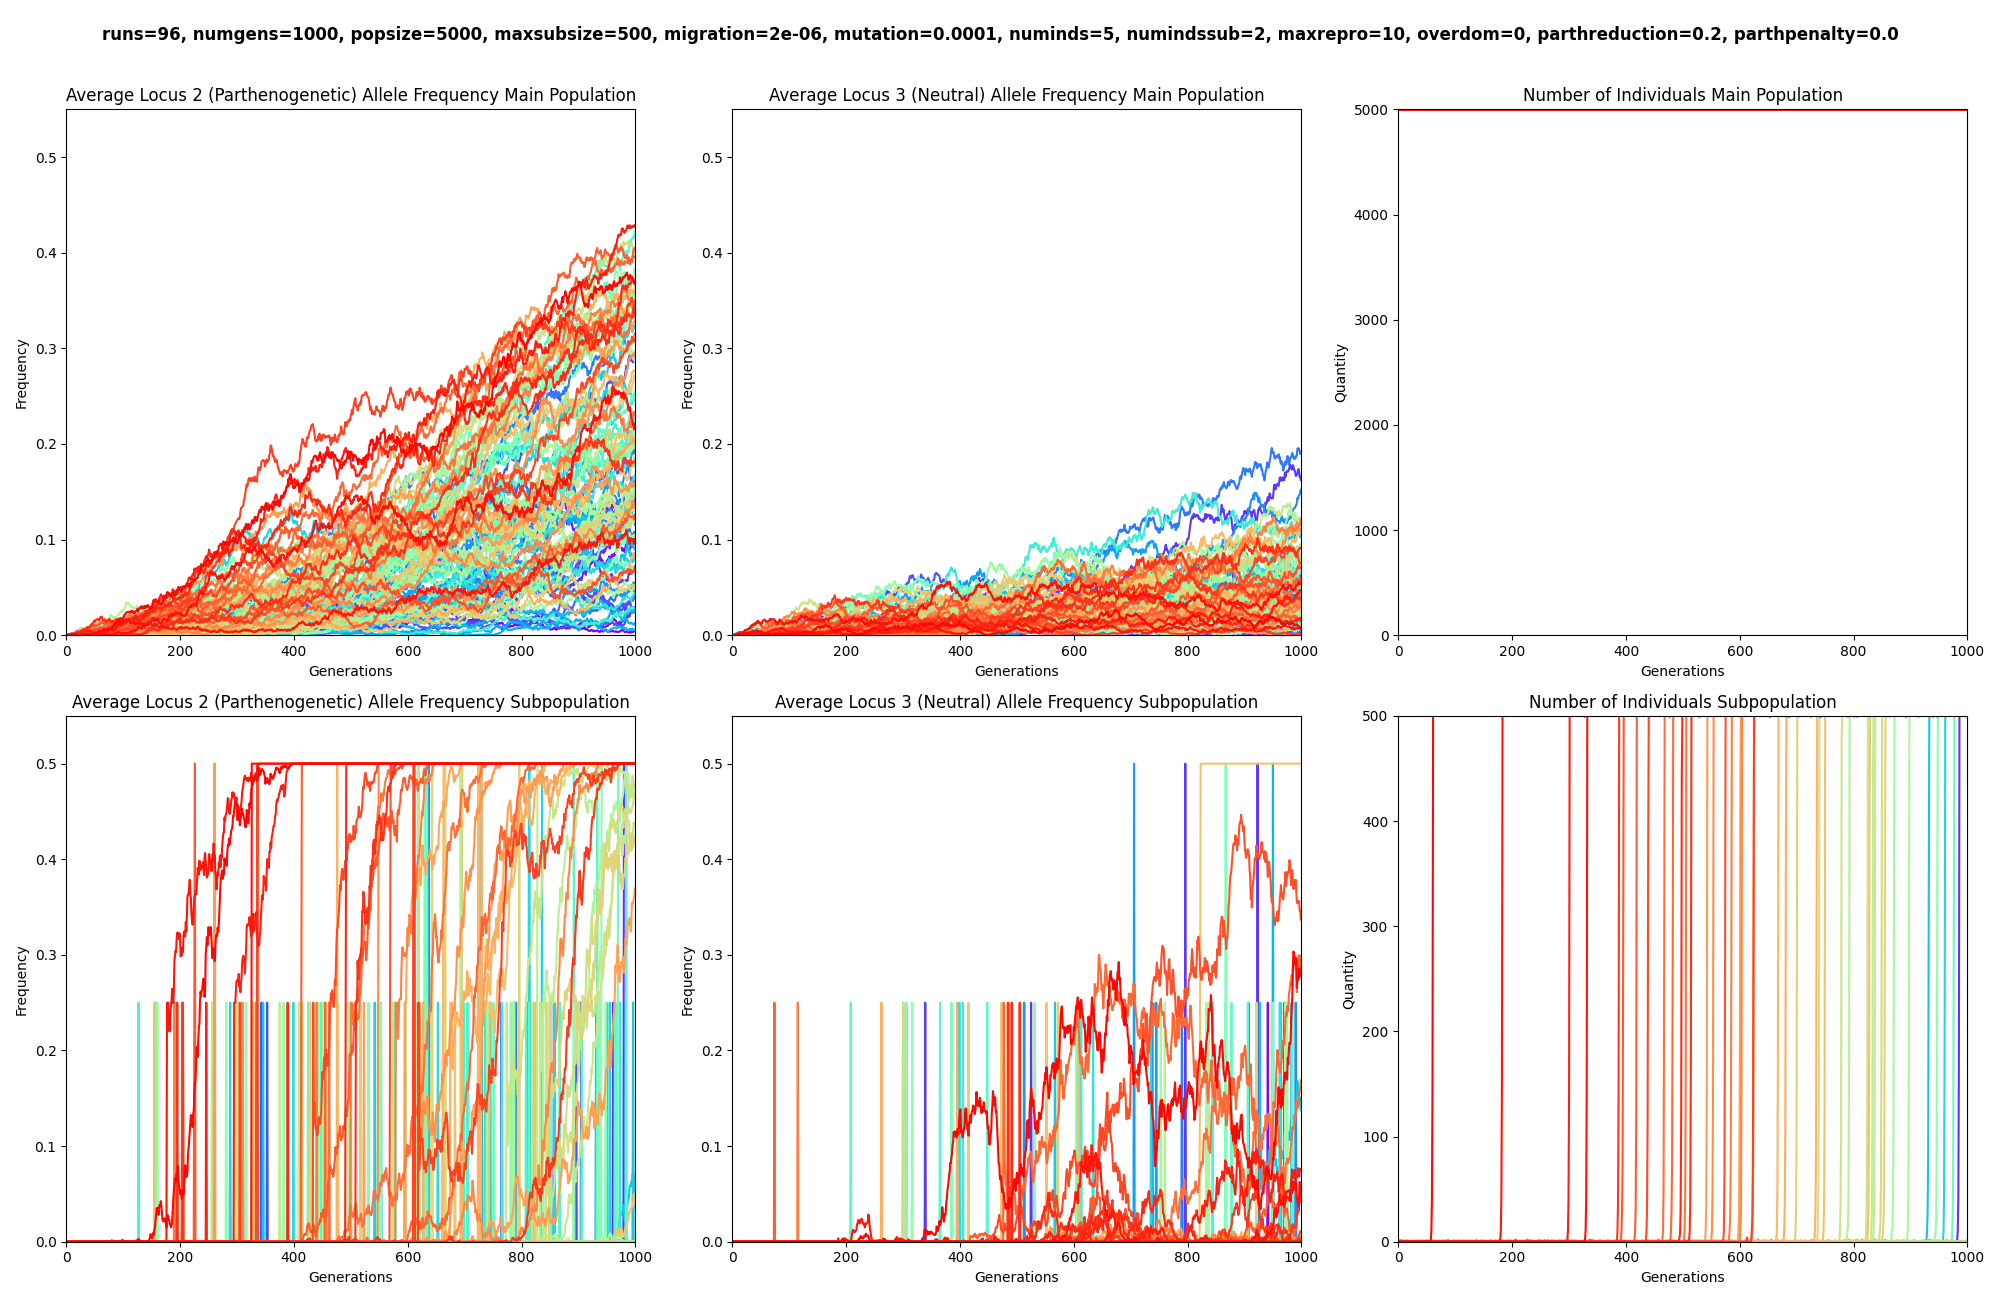 runs=96, numgens=1000, popsize=5000, maxsubsize=500, migration=2e-06, mutation=0.0001, numinds=5, numindssub=2, maxrepro=10, overdom=0, parthreduction=0.2, parthpenalty=0.0
Average Locus 2 (Parthenogenetic) Allele Frequency Main Population
Frequency
0.5
0.4
0.3
0.2
0.1
0.0
0 200 400 600 800 1000
Generations
Average Locus 3 (Neutral) Allele Frequency Main Population
Frequency
0.5
0.4
0.3
0.2
0.1
0.0
0 200 400 600 800 1000
Generations
Number of Individuals Main Population
Quantity
5000
4000
3000
2000
1000
0
0 200 400 600 800 1000
Generations
Average Locus 2 (Parthenogenetic) Allele Frequency Subpopulation
Frequency
0.5
0.4
0.3
0.2
0.1
0.0
0 200 400 600 800 1000
Generations
Average Locus 3 (Neutral) Allele Frequency Subpopulation
Frequency
0.5
0.4
0.3
0.2
0.1
0.0
0 200 400 600 800 1000
Generations
Number of Individuals Subpopulation
Quantity
500
400
300
200
100
0
0 200 400 600 800 1000
Generations